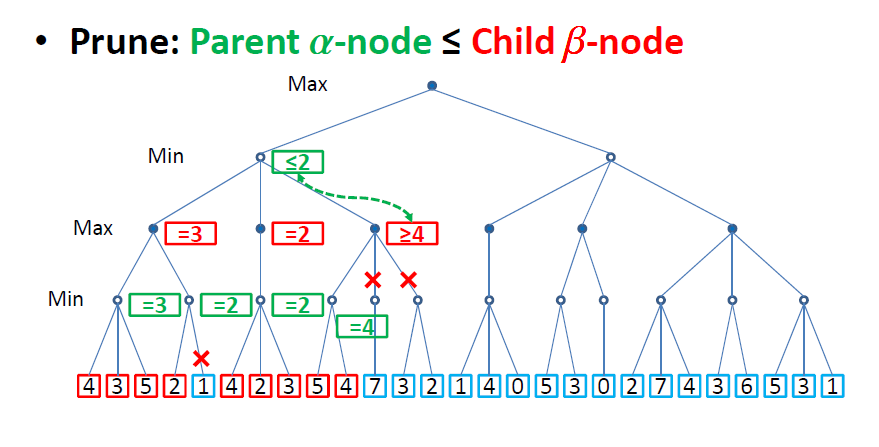 • Prune: Parent α-node ≤ Child β-node
Max
Min
≤2
Max
=3
=2
≥4
Min
=3
=2
=2
=4
4 3 5 2 1 4 2 3 5 4 7 3 2 1 4 0 5 3 0 2 7 4 3 6 5 3 1